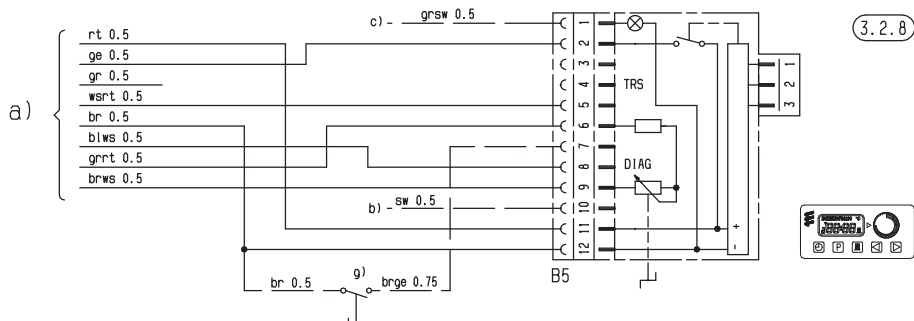 c) grsw 0.5
3.2.8
a)
rt 0.5
ge 0.5
gr 0.5
wsrt 0.5
br 0.5
blws 0.5
grrt 0.5
brws 0.5
b) sw 0.5
1
2
3
4
5
6
7
8
9
10
11
12
TRS
DIAG
+
-
1
2
3
B5
g)
br 0.5
brge 0.75
P